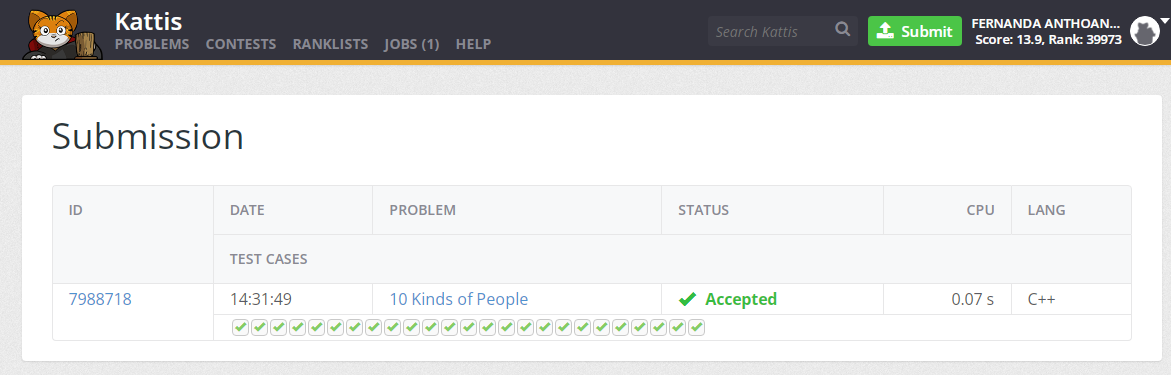 Kattis
PROBLEMS CONTESTS RANKLISTS JOBS (1) HELP
Search Kattis
Submit
FERNANDA ANTHOAN...
Score: 13.9, Rank: 39973
Submission
ID DATE PROBLEM STATUS CPU LANG
TEST CASES
7988718 14:31:49 10 Kinds of People Accepted 0.07 s C++